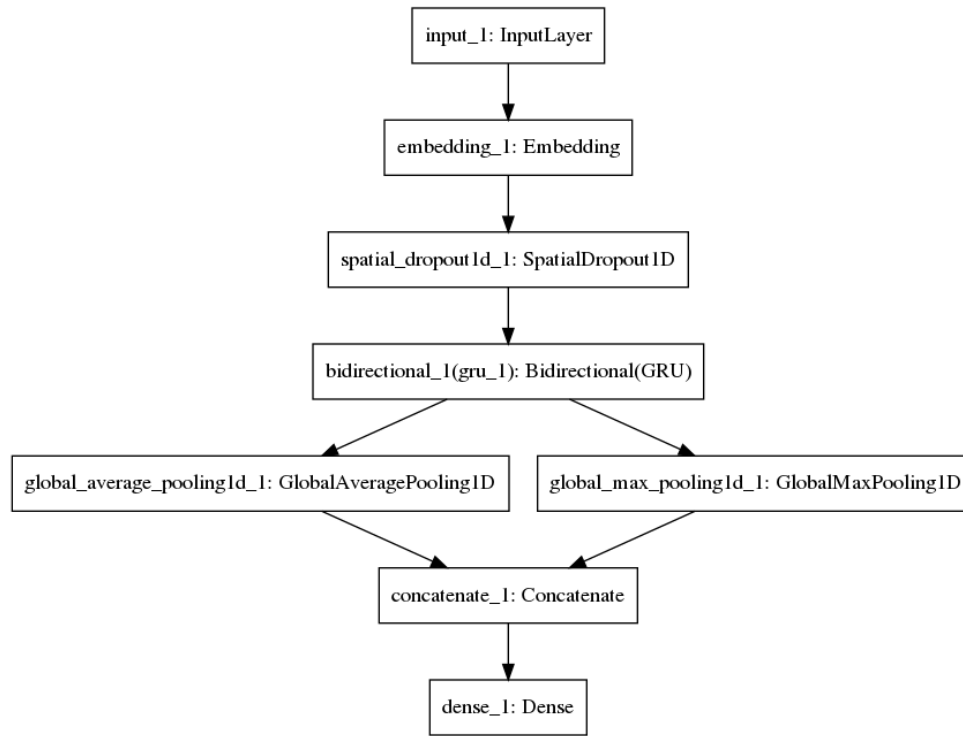 input_1: InputLayer
embedding_1: Embedding
spatial_dropout1d_1: SpatialDropout1D
bidirectional_1(gru_1): Bidirectional(GRU)
global_average_pooling1d_1: GlobalAveragePooling1D
global_max_pooling1d_1: GlobalMaxPooling1D
concatenate_1: Concatenate
dense_1: Dense